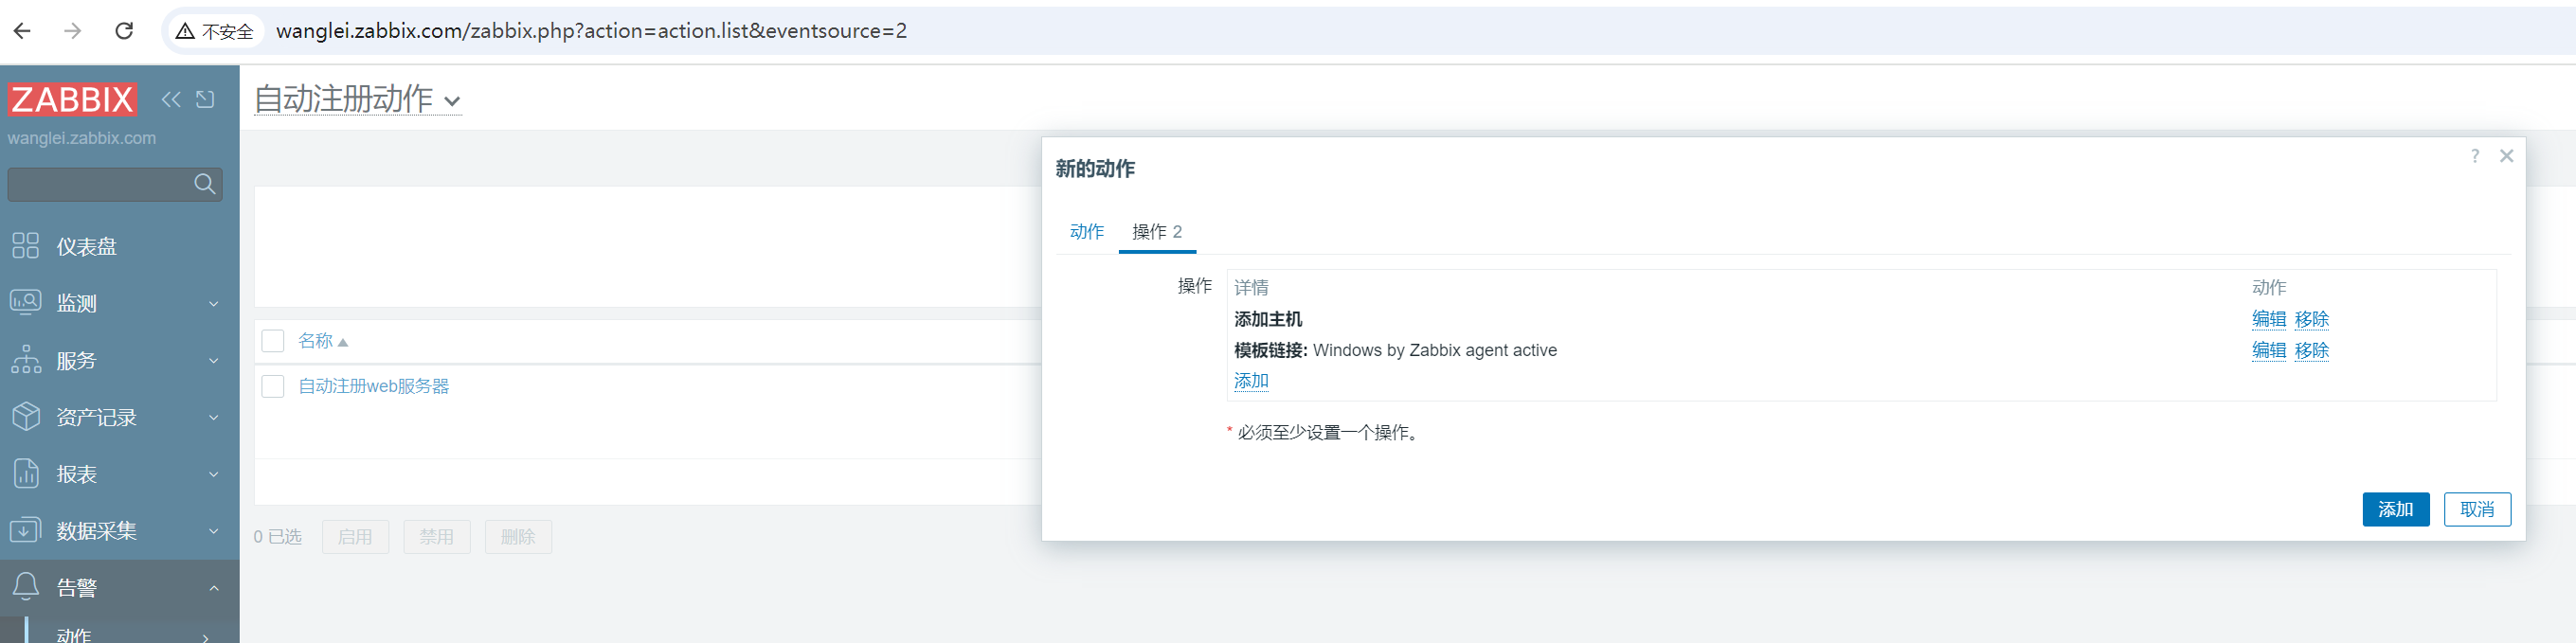 不安全 wanglei.zabbix.com/zabbix.php?action=action.list&eventsource=2
ZABBIX
wanglei.zabbix.com
仪表盘
监测
服务
资产记录
报表
数据采集
告警
动作
自动注册动作
名称
自动注册web服务器
0 已选 启用 禁用 删除
新的动作 ?
动作 操作 2
操作 详情 动作
添加主机 编辑 移除
模板链接: Windows by Zabbix agent active 编辑 移除
添加
* 必须至少设置一个操作。
添加 取消